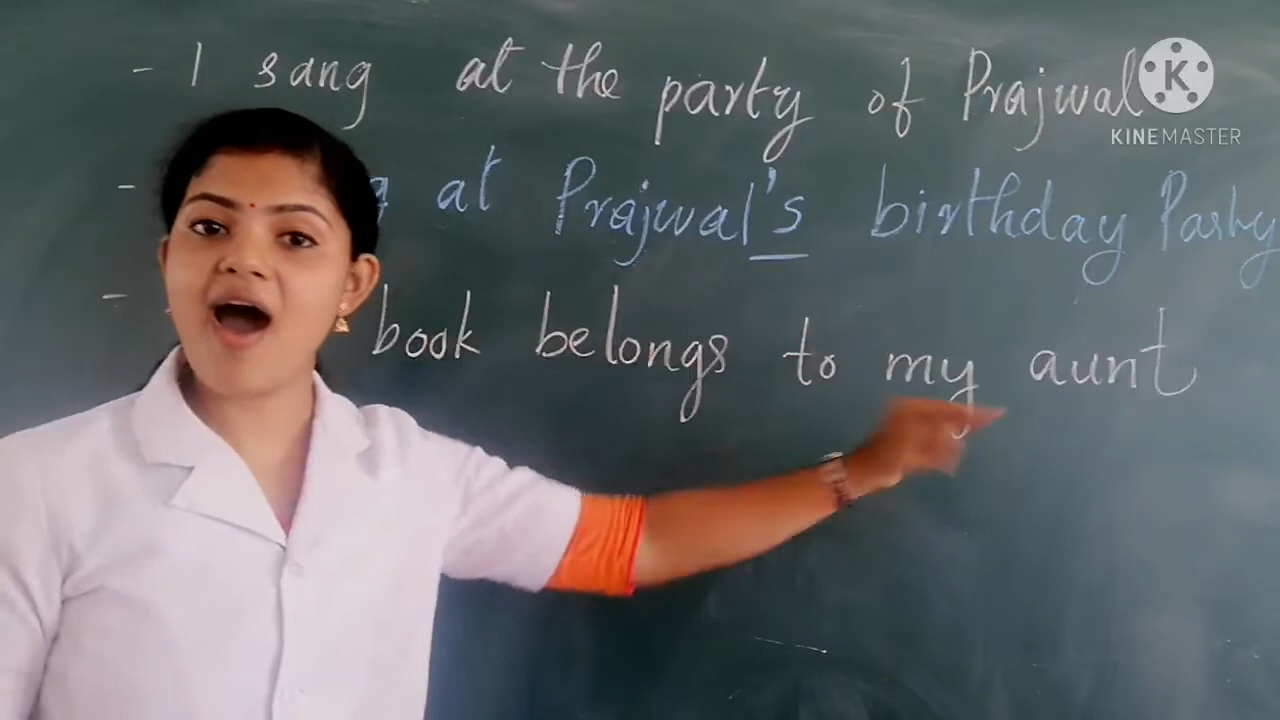 - I sang at the party of Prajwal
- g at Prajwal's birthday Party
- book belongs to my aunt
K
KINEMASTER